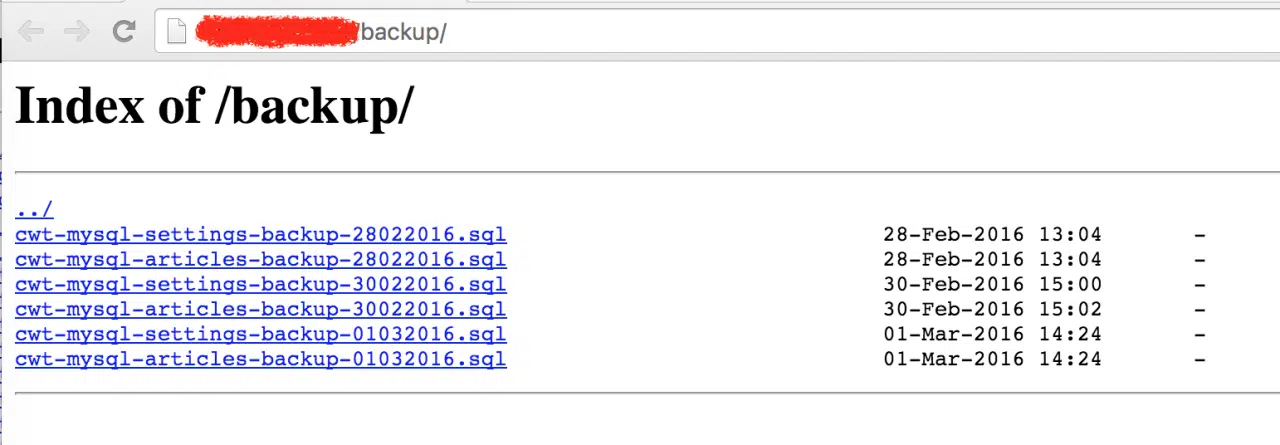 /backup/
Index of /backup/
../
cwt-mysql-settings-backup-28022016.sql 28-Feb-2016 13:04 -
cwt-mysql-articles-backup-28022016.sql 28-Feb-2016 13:04 -
cwt-mysql-settings-backup-30022016.sql 30-Feb-2016 15:00 -
cwt-mysql-articles-backup-30022016.sql 30-Feb-2016 15:02 -
cwt-mysql-settings-backup-01032016.sql 01-Mar-2016 14:24 -
cwt-mysql-articles-backup-01032016.sql 01-Mar-2016 14:24 -